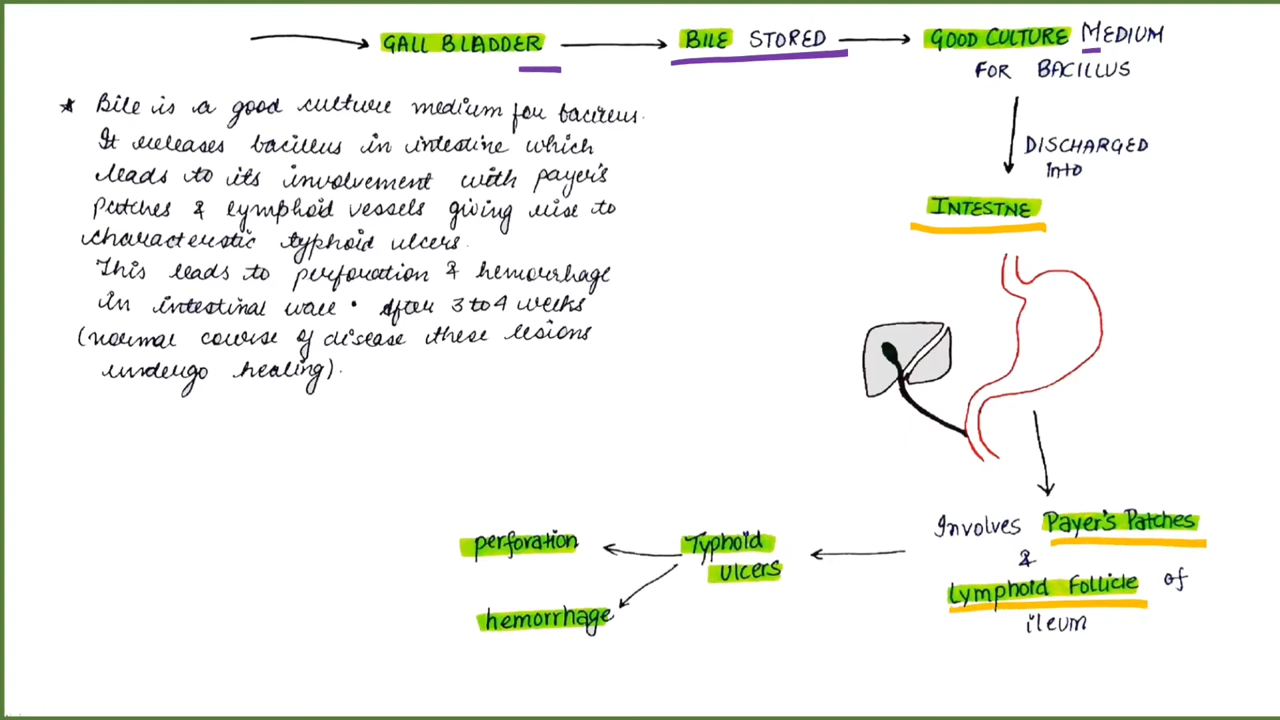 GALL BLADDER
BILE STORED
GOOD CULTURE MEDIUM
FOR BACILLUS
DISCHARGED
into
INTESTNE
* Bile is a good culture medium for bacillus.
It releases bacillus in intestine which
leads to its involvement with payer's
patches & lymphoid vessels giving rise to
characteristic typhoid ulcers.
This leads to perforation & hemorrhage
in intestinal wall. after 3 to 4 weeks
(normal course of disease these lesions
undergo healing).
Involves Payer's Patches
&
Lymphoid Follicle of
ileum
Typhoid
Ulcers
perforation
hemorrhage